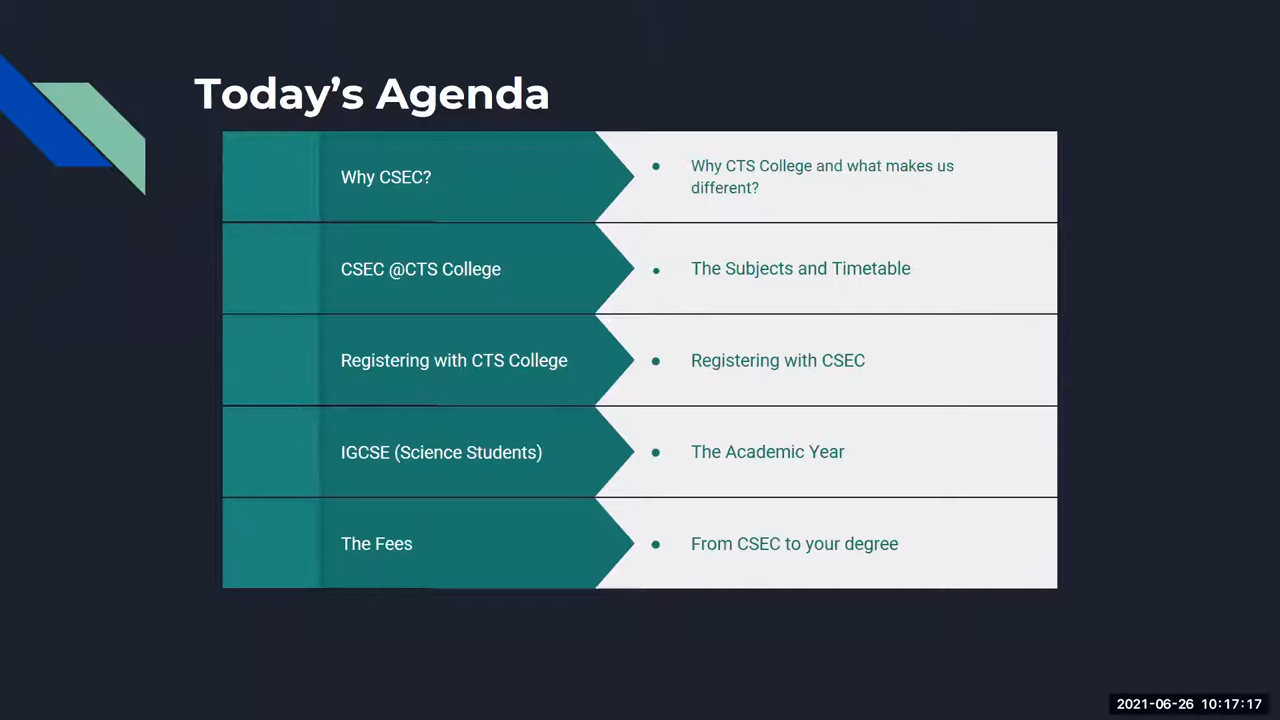 Today's Agenda
Why CSEC?
• Why CTS College and what makes us
different?
CSEC @CTS College
• The Subjects and Timetable
Registering with CTS College
• Registering with CSEC
IGCSE (Science Students)
• The Academic Year
The Fees
• From CSEC to your degree
2021-06-26 10:17:17